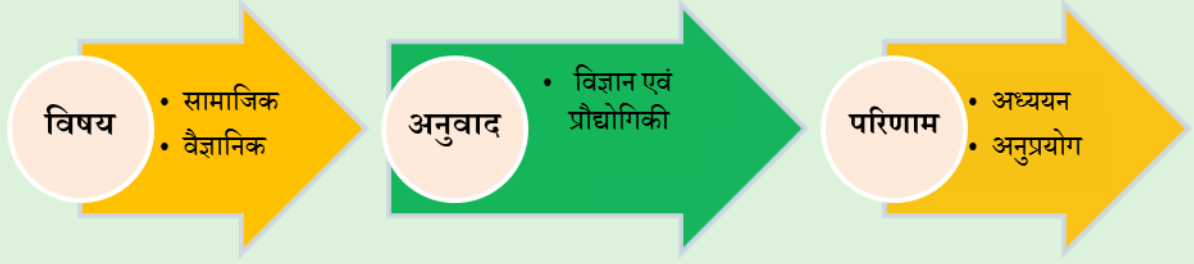 विषय
• सामाजिक
• वैज्ञानिक
अनुवाद
• विज्ञान एवं
प्रौद्योगिकी
परिणाम
• अध्ययन
• अनुप्रयोग